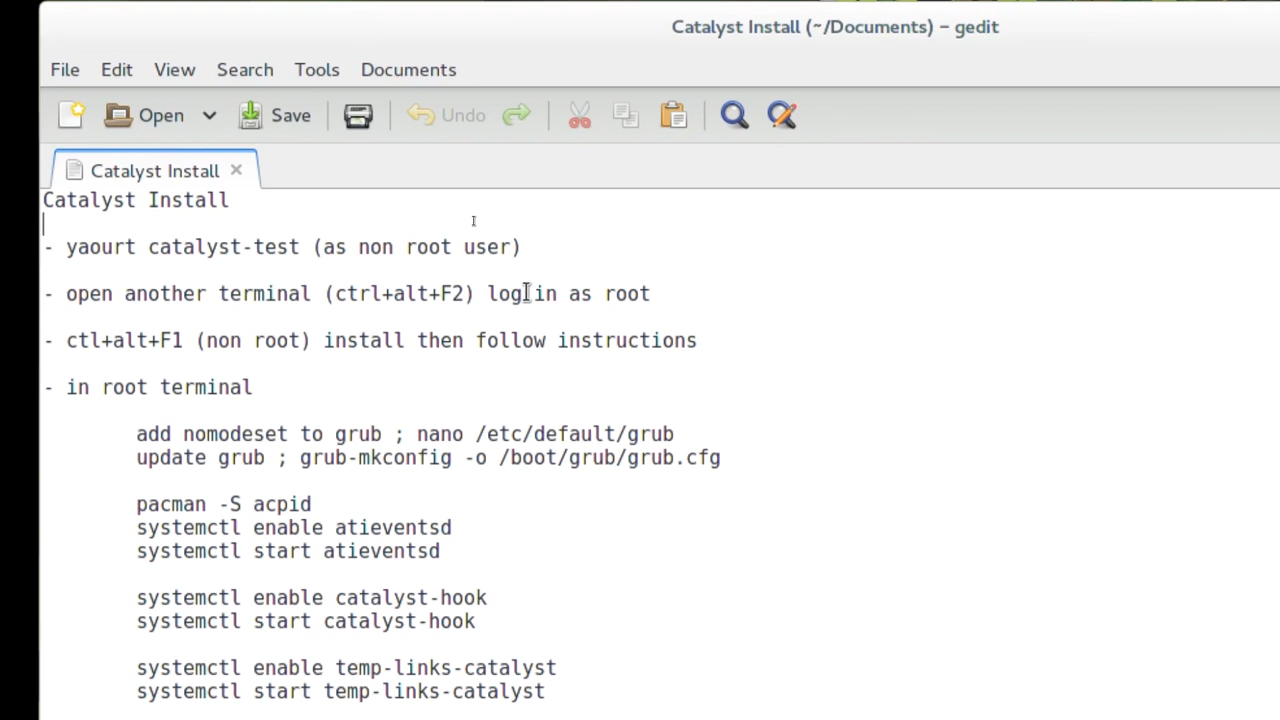 Catalyst Install (~/Documents) – gedit
File Edit View Search Tools Documents
Open Save Undo
Catalyst Install
Catalyst Install
- yaourt catalyst-test (as non root user)
- open another terminal (ctrl+alt+F2) log in as root
- ctl+alt+F1 (non root) install then follow instructions
- in root terminal
add nomodeset to grub ; nano /etc/default/grub
update grub ; grub-mkconfig -o /boot/grub/grub.cfg
pacman -S acpid
systemctl enable atieventsd
systemctl start atieventsd
systemctl enable catalyst-hook
systemctl start catalyst-hook
systemctl enable temp-links-catalyst
systemctl start temp-links-catalyst